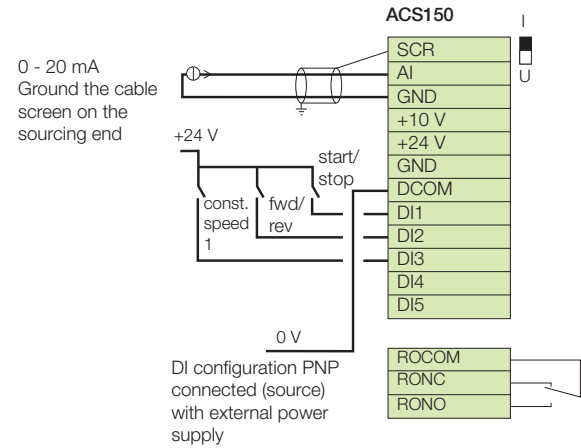 ACS150
I
U
0 - 20 mA
Ground the cable
screen on the
sourcing end
SCR
AI
GND
+10 V
+24 V
GND
DCOM
DI1
DI2
DI3
DI4
DI5
+24 V
start/
stop
const.
speed
1
fwd/
rev
0 V
DI configuration PNP
connected (source)
with external power
supply
ROCOM
RONC
RONO